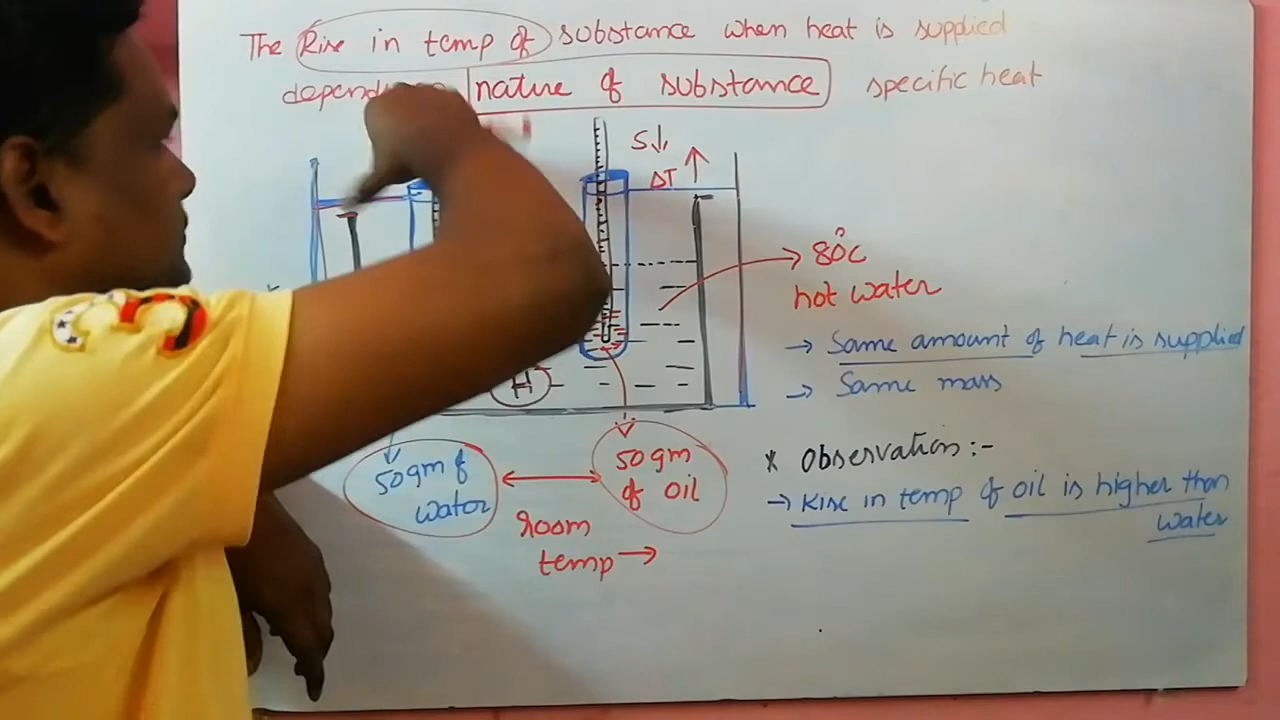 The Rise in temp of substance when heat is supplied
nature of substance specific heat
S↓
ΔT ↑
80°C
hot water
→ Same amount of heat is supplied
→ Same mass
H
* Observation:-
→ Rise in temp of oil is higher than
water
50gm of
water
50gm
of oil
room
temp →